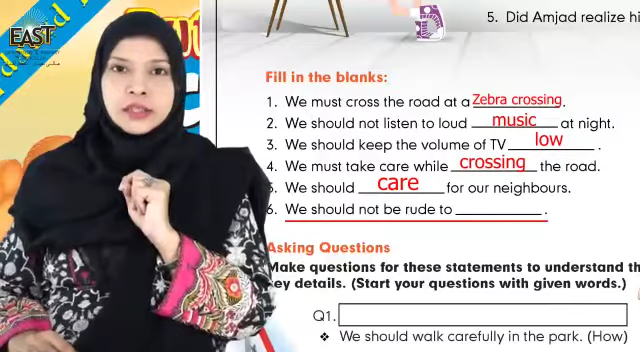 EAST
5. Did Amjad realize hi
Fill in the blanks:
1. We must cross the road at a Zebra crossing.
2. We should not listen to loud music at night.
3. We should keep the volume of TV low.
4. We must take care while crossing the road.
5. We should care for our neighbours.
6. We should not be rude to ____________.
Asking Questions
Make questions for these statements to understand th
key details. (Start your questions with given words.)
Q1.
❖ We should walk carefully in the park. (How)